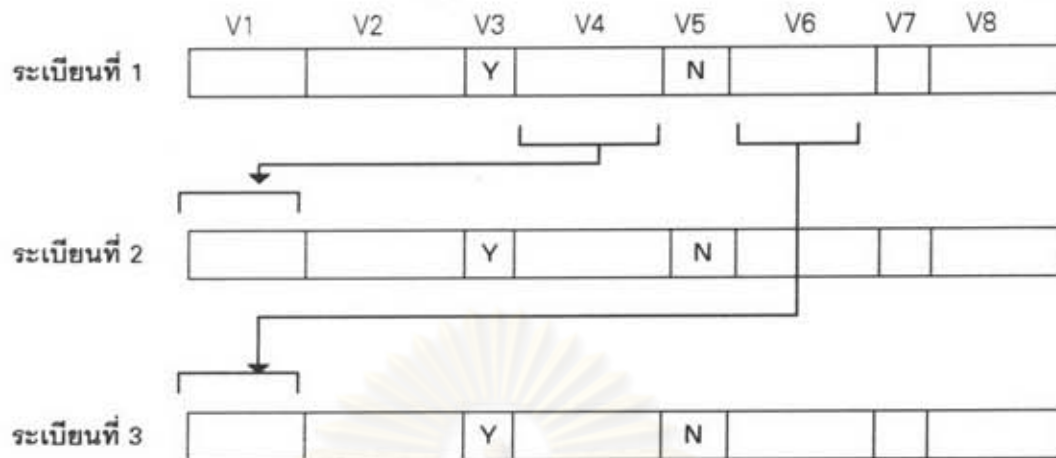 V1 V2 V3 V4 V5 V6 V7 V8
ระเบียนที่ 1 Y N
ระเบียนที่ 2 Y N
ระเบียนที่ 3 Y N